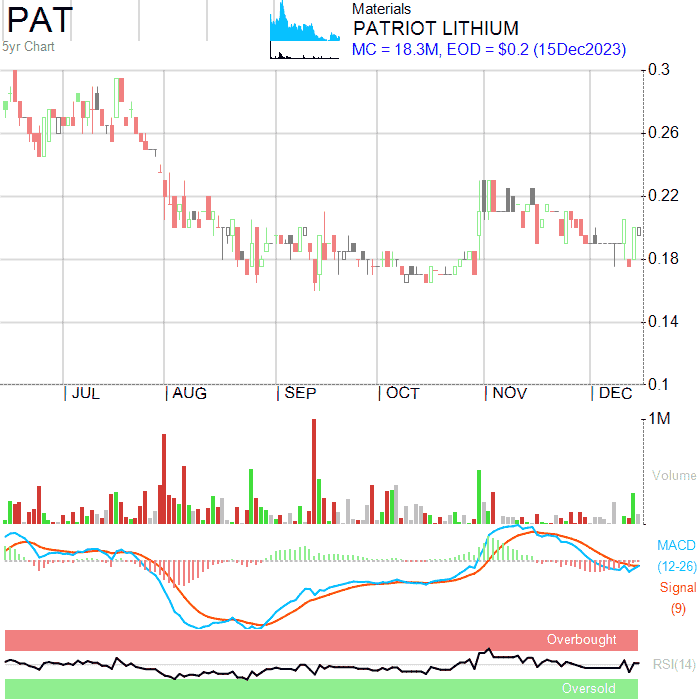 PAT
5yr Chart
Materials
PATRIOT LITHIUM
MC = 18.3M, EOD = $0.2 (15Dec2023)
0.3
0.26
0.22
0.18
0.14
0.1
JUL AUG SEP OCT NOV DEC
1M
Volume
MACD
(12-26)
Signal
(9)
Overbought
RSI(14)
Oversold